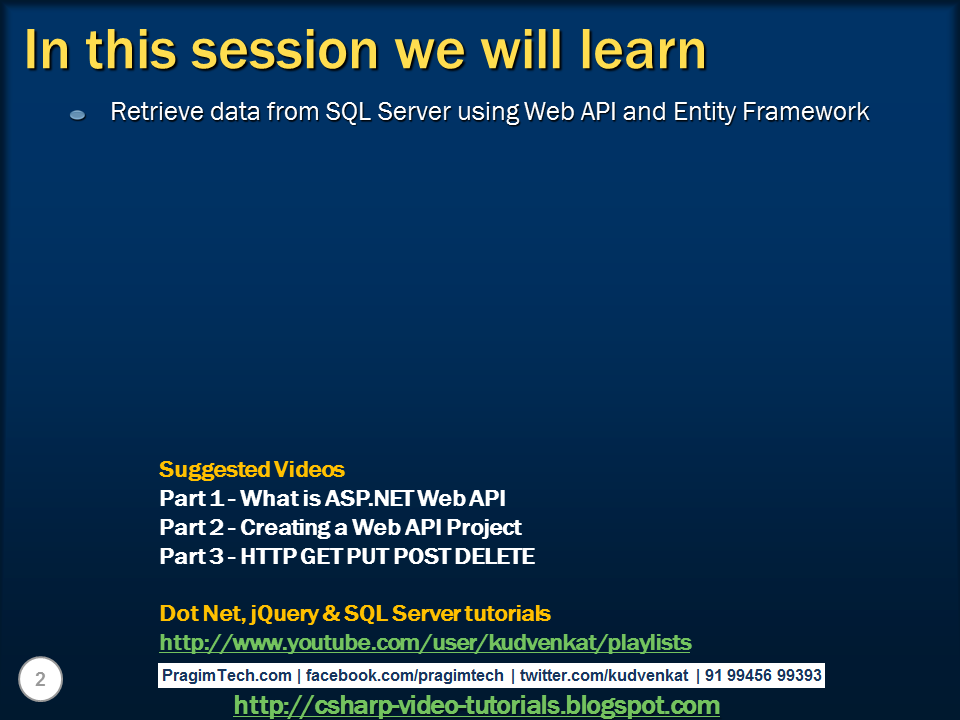 In this session we will learn
Retrieve data from SQL Server using Web API and Entity Framework
Suggested Videos
Part 1 - What is ASP.NET Web API
Part 2 - Creating a Web API Project
Part 3 - HTTP GET PUT POST DELETE
Dot Net, jQuery & SQL Server tutorials
http://www.youtube.com/user/kudvenkat/playlists
2
PragimTech.com | facebook.com/pragimtech | twitter.com/kudvenkat | 91 99456 99393
http://csharp-video-tutorials.blogspot.com